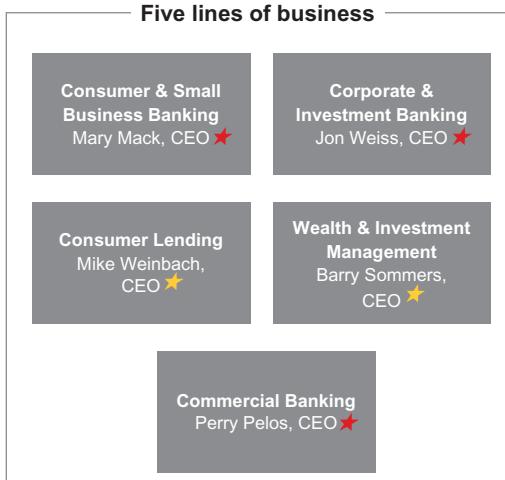 Five lines of business
Consumer & Small
Business Banking
Mary Mack, CEO
Corporate &
Investment Banking
Jon Weiss, CEO
Consumer Lending
Mike Weinbach,
CEO
Wealth & Investment
Management
Barry Sommers,
CEO
Commercial Banking
Perry Pelos, CEO